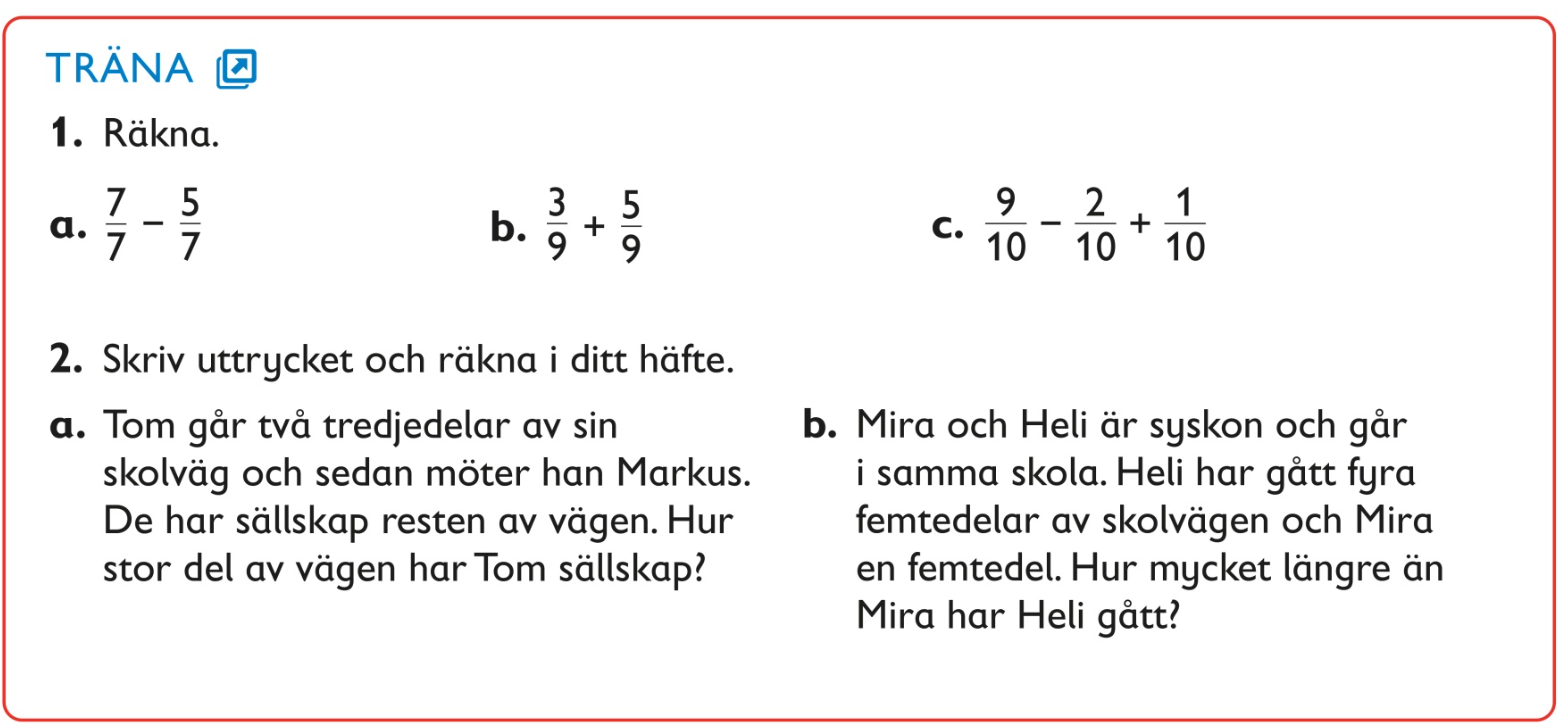 TRÄNA
1. Räkna.
a. 7/7 − 5/7 b. 3/9 + 5/9 c. 9/10 − 2/10 + 1/10
2. Skriv uttrycket och räkna i ditt häfte.
a. Tom går två tredjedelar av sin
skolväg och sedan möter han Markus.
De har sällskap resten av vägen. Hur
stor del av vägen har Tom sällskap?
b. Mira och Heli är syskon och går
i samma skola. Heli har gått fyra
femtedelar av skolvägen och Mira
en femtedel. Hur mycket längre än
Mira har Heli gått?